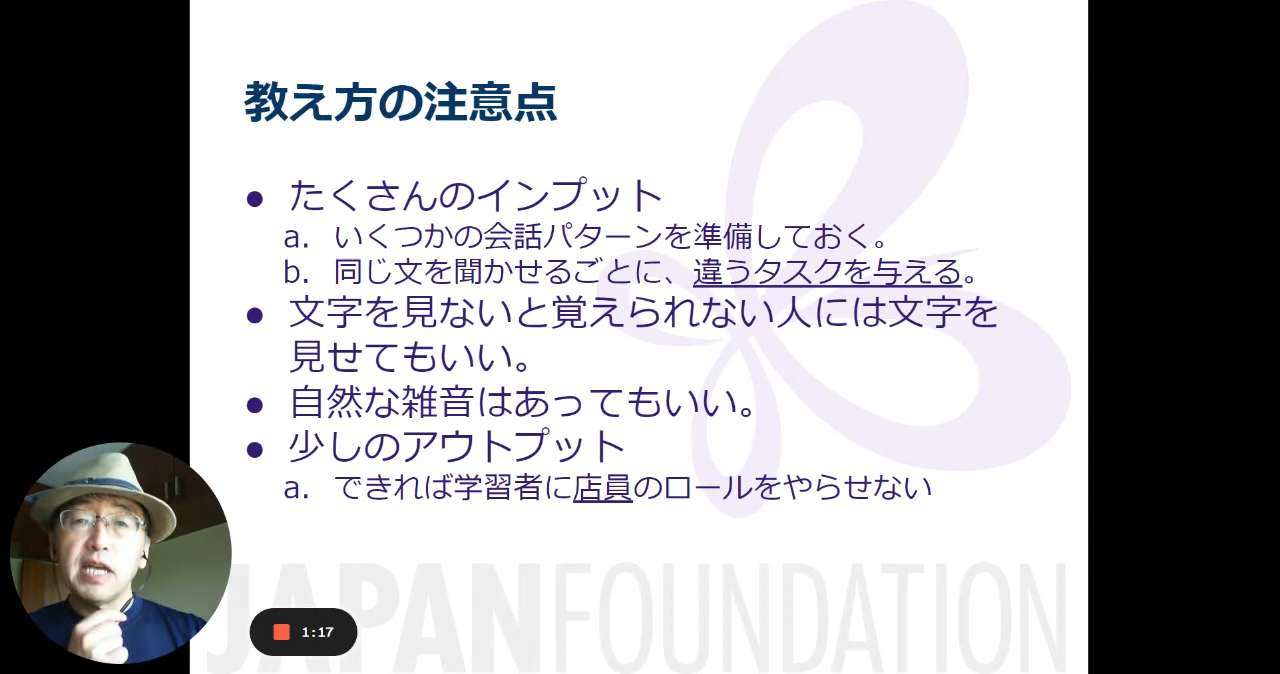 教え方の注意点
● たくさんのインプット
a. いくつかの会話パターンを準備しておく。
b. 同じ文を聞かせるごとに、違うタスクを与える。
● 文字を見ないと覚えられない人には文字を
見せてもいい。
● 自然な雑音はあってもいい。
● 少しのアウトプット
a. できれば学習者に店員のロールをやらせない
JAPANFOUNDATION
1:17